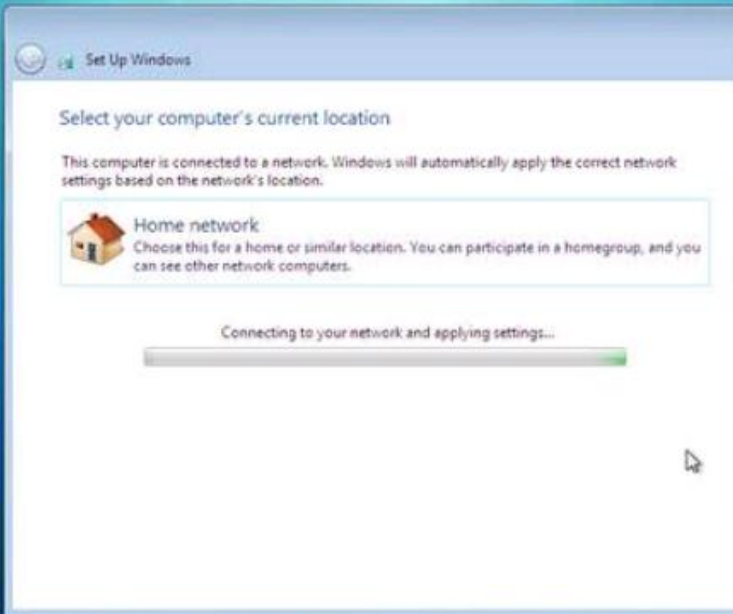 Set Up Windows
Select your computer's current location
This computer is connected to a network. Windows will automatically apply the correct network
settings based on the network's location.
Home network
Choose this for a home or similar location. You can participate in a homegroup, and you
can see other network computers.
Connecting to your network and applying settings...